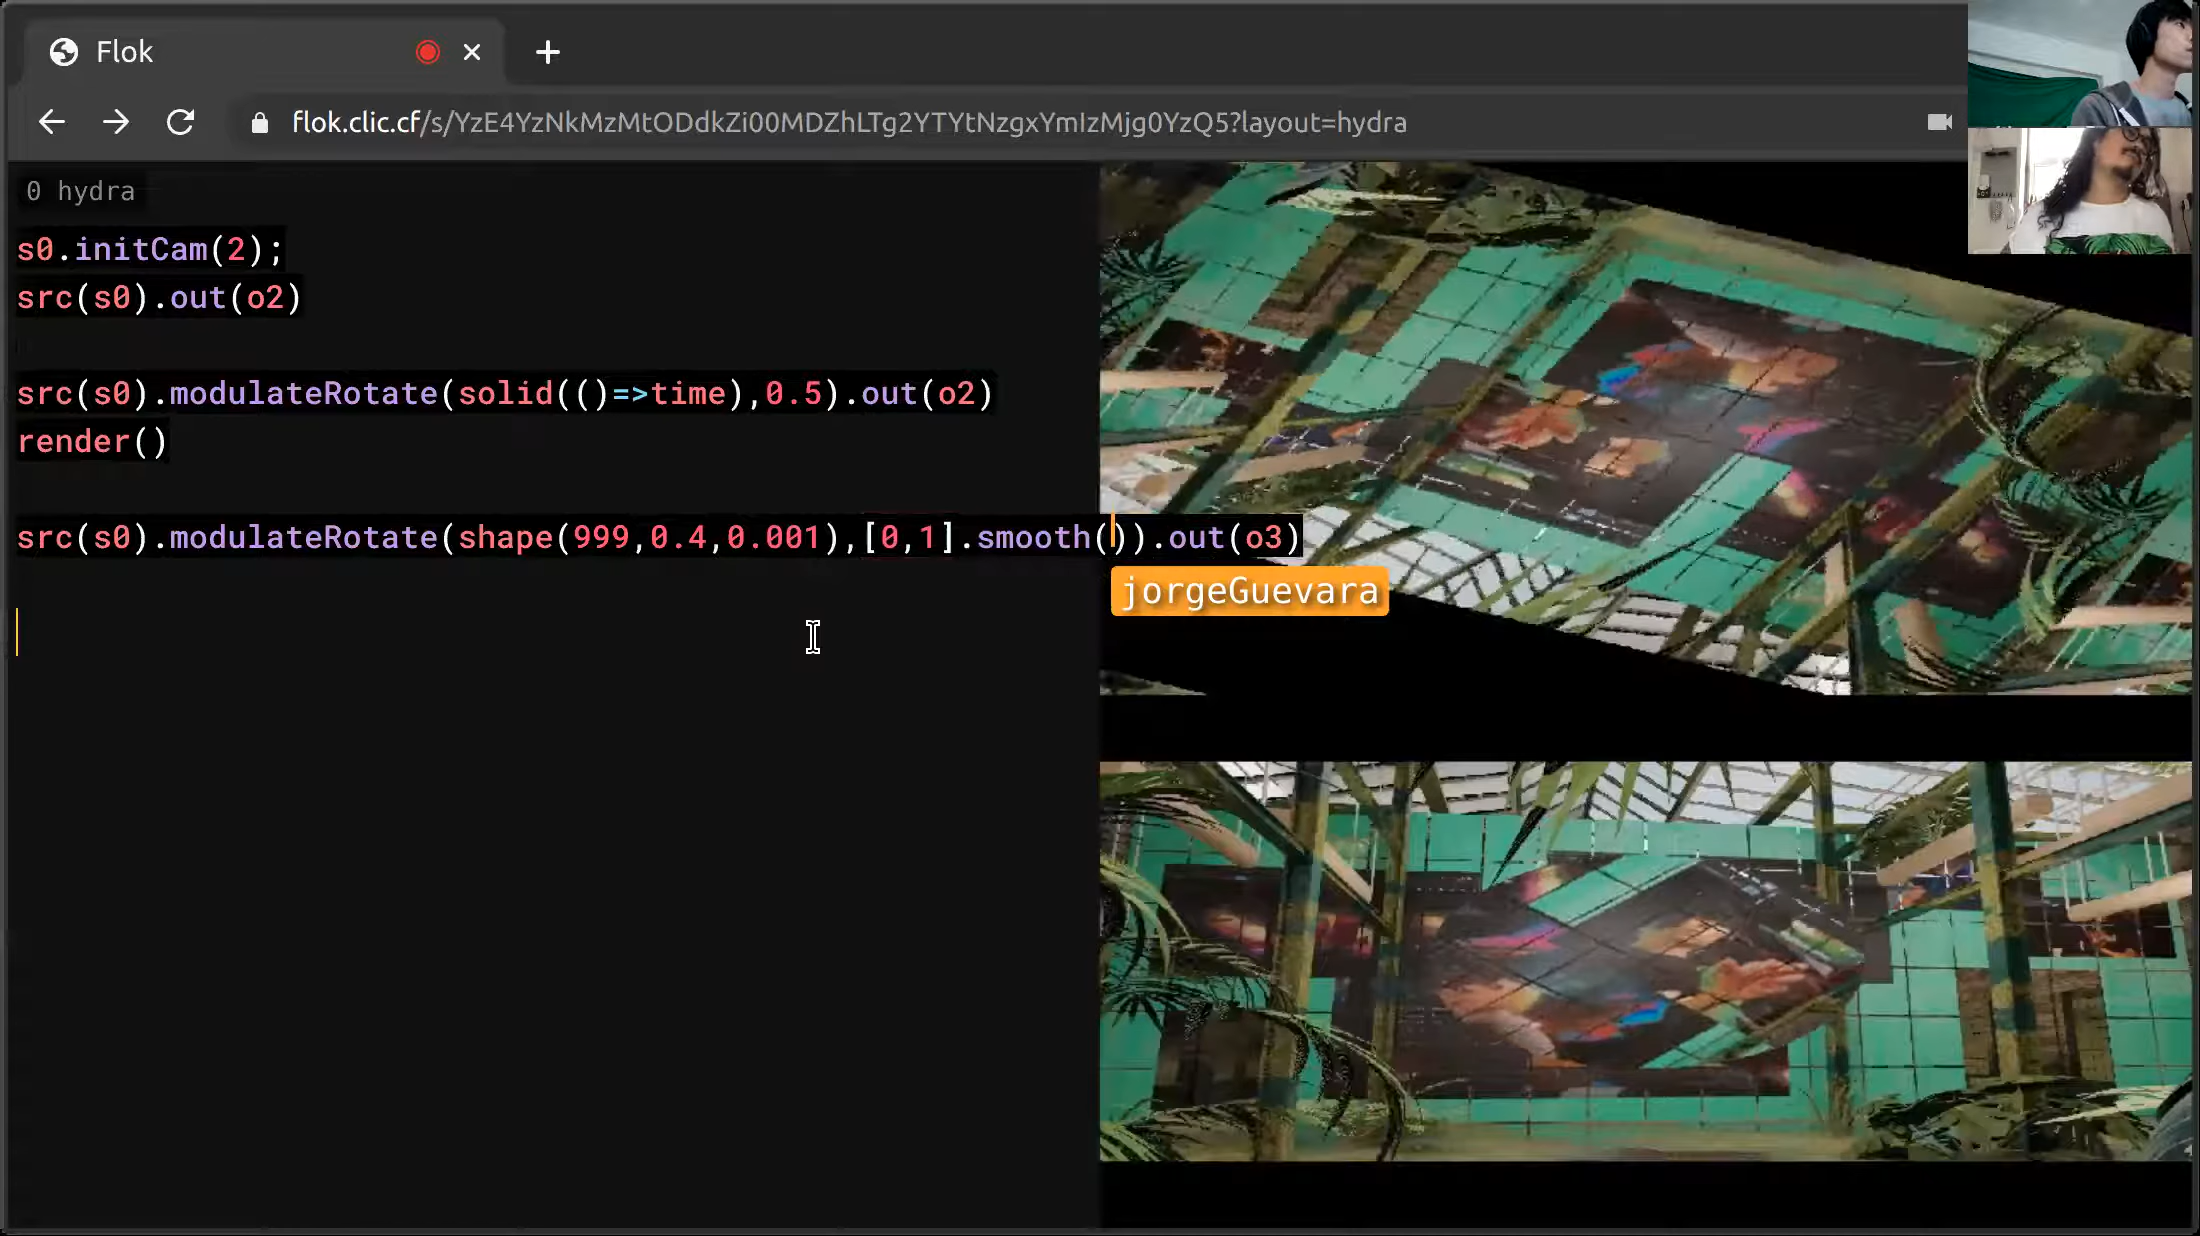 Flok
flok.clic.cf/s/YzE4YzNkMzMtODdkZi00MDZhLTg2YTYtNzgxYmIzMjg0YzQ5?layout=hydra
0 hydra
s0.initCam(2);
src(s0).out(o2)
src(s0).modulateRotate(solid(()=>time),0.5).out(o2)
render()
src(s0).modulateRotate(shape(999,0.4,0.001),[0,1].smooth()).out(o3)
jorgeGuevara